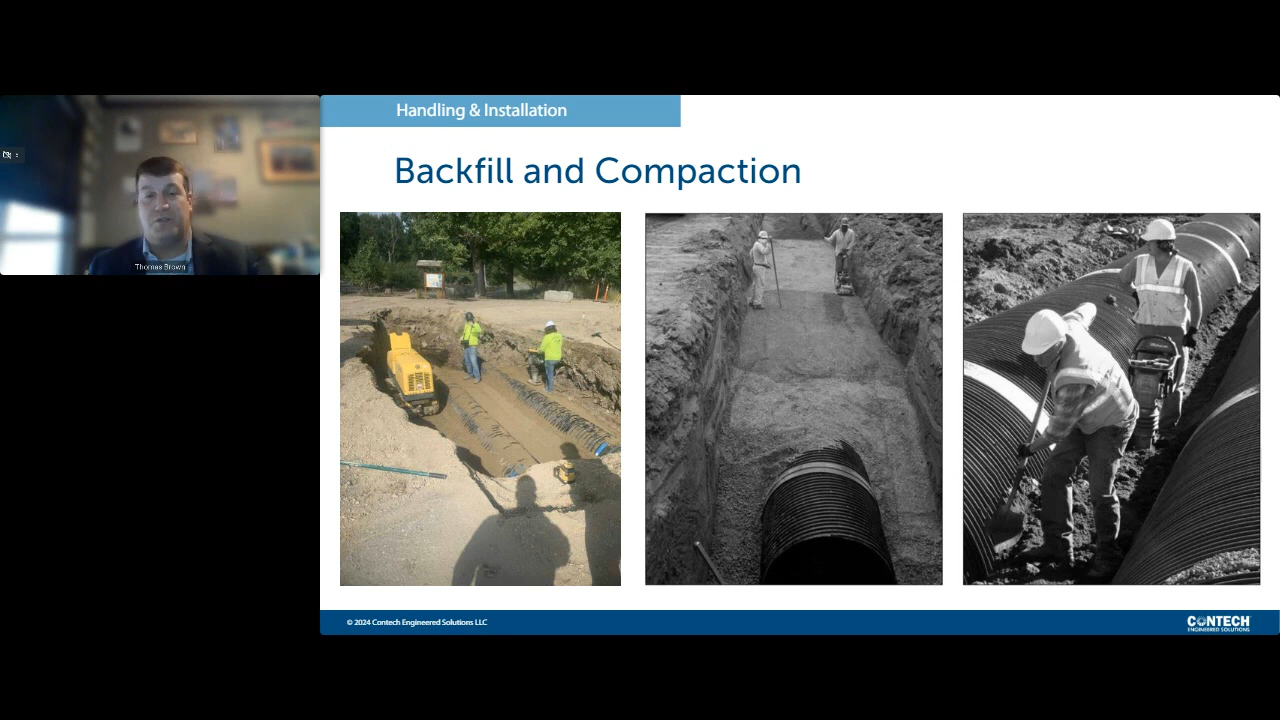 Handling & Installation
Backfill and Compaction
Thomas Brown
© 2024 Contech Engineered Solutions LLC
CONTECH
ENGINEERED SOLUTIONS